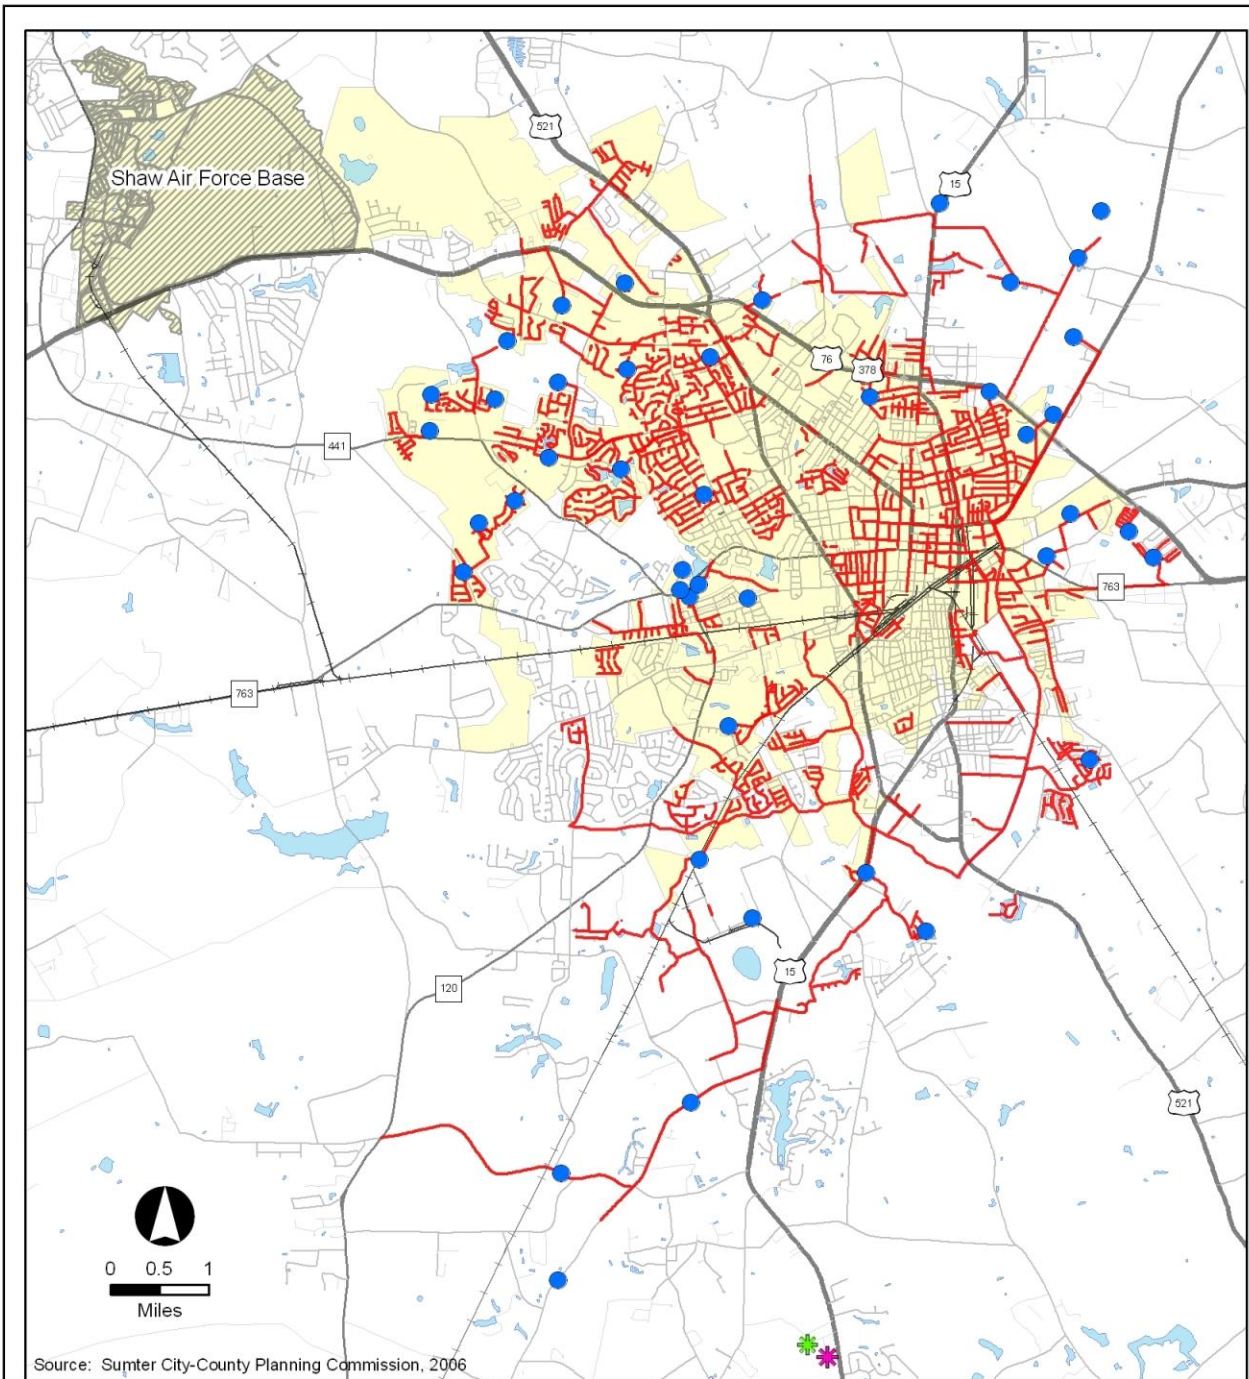 521
15
Shaw Air Force Base
76
378
441
763
763
15
120
521
0 0.5 1
Miles
Source: Sumter City-County Planning Commission, 2006